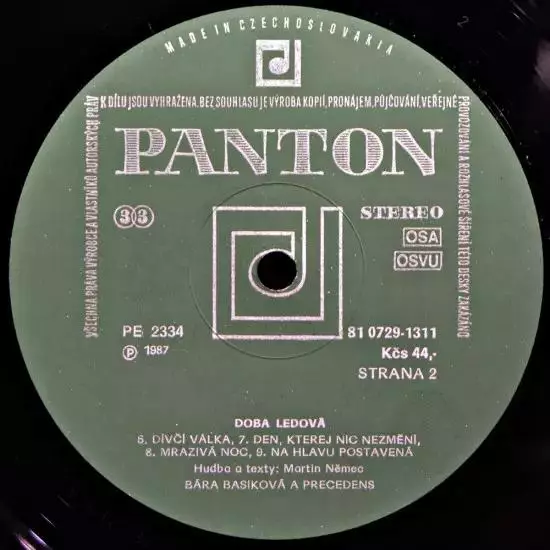 2
MADE IN CZECHOSLOVAKIA
VŠECHNA PRÁVA VÝROBCE A VLASTNÍKŮ AUTORSKÝCH PRÁV
K DÍLU JSOU VYHRAŽENA. BEZ SOUHLASU JE VÝROBA KOPIÍ, PRONÁJEM, PŮJČOVÁNÍ, VEŘEJNÉ
PROVOZOVÁNÍ A ROZHLASOVÉ ŠÍŘENÍ TÉTO DESKY ZAKÁZÁNO
PANTON
33
STEREO
OSA
OSVU
PE 2334
81 0729-1311
Ⓟ 1987
Kčs 44,-
STRANA 2
DOBA LEDOVÁ
6. DÍVČÍ VÁLKA, 7. DEN, KTEREJ NIC NEZMĚNÍ,
8. MRAZIVÁ NOC, 9. NA HLAVU POSTAVENÁ
Hudba a texty: Martin Němec
BÁRA BASIKOVÁ A PRECEDENS